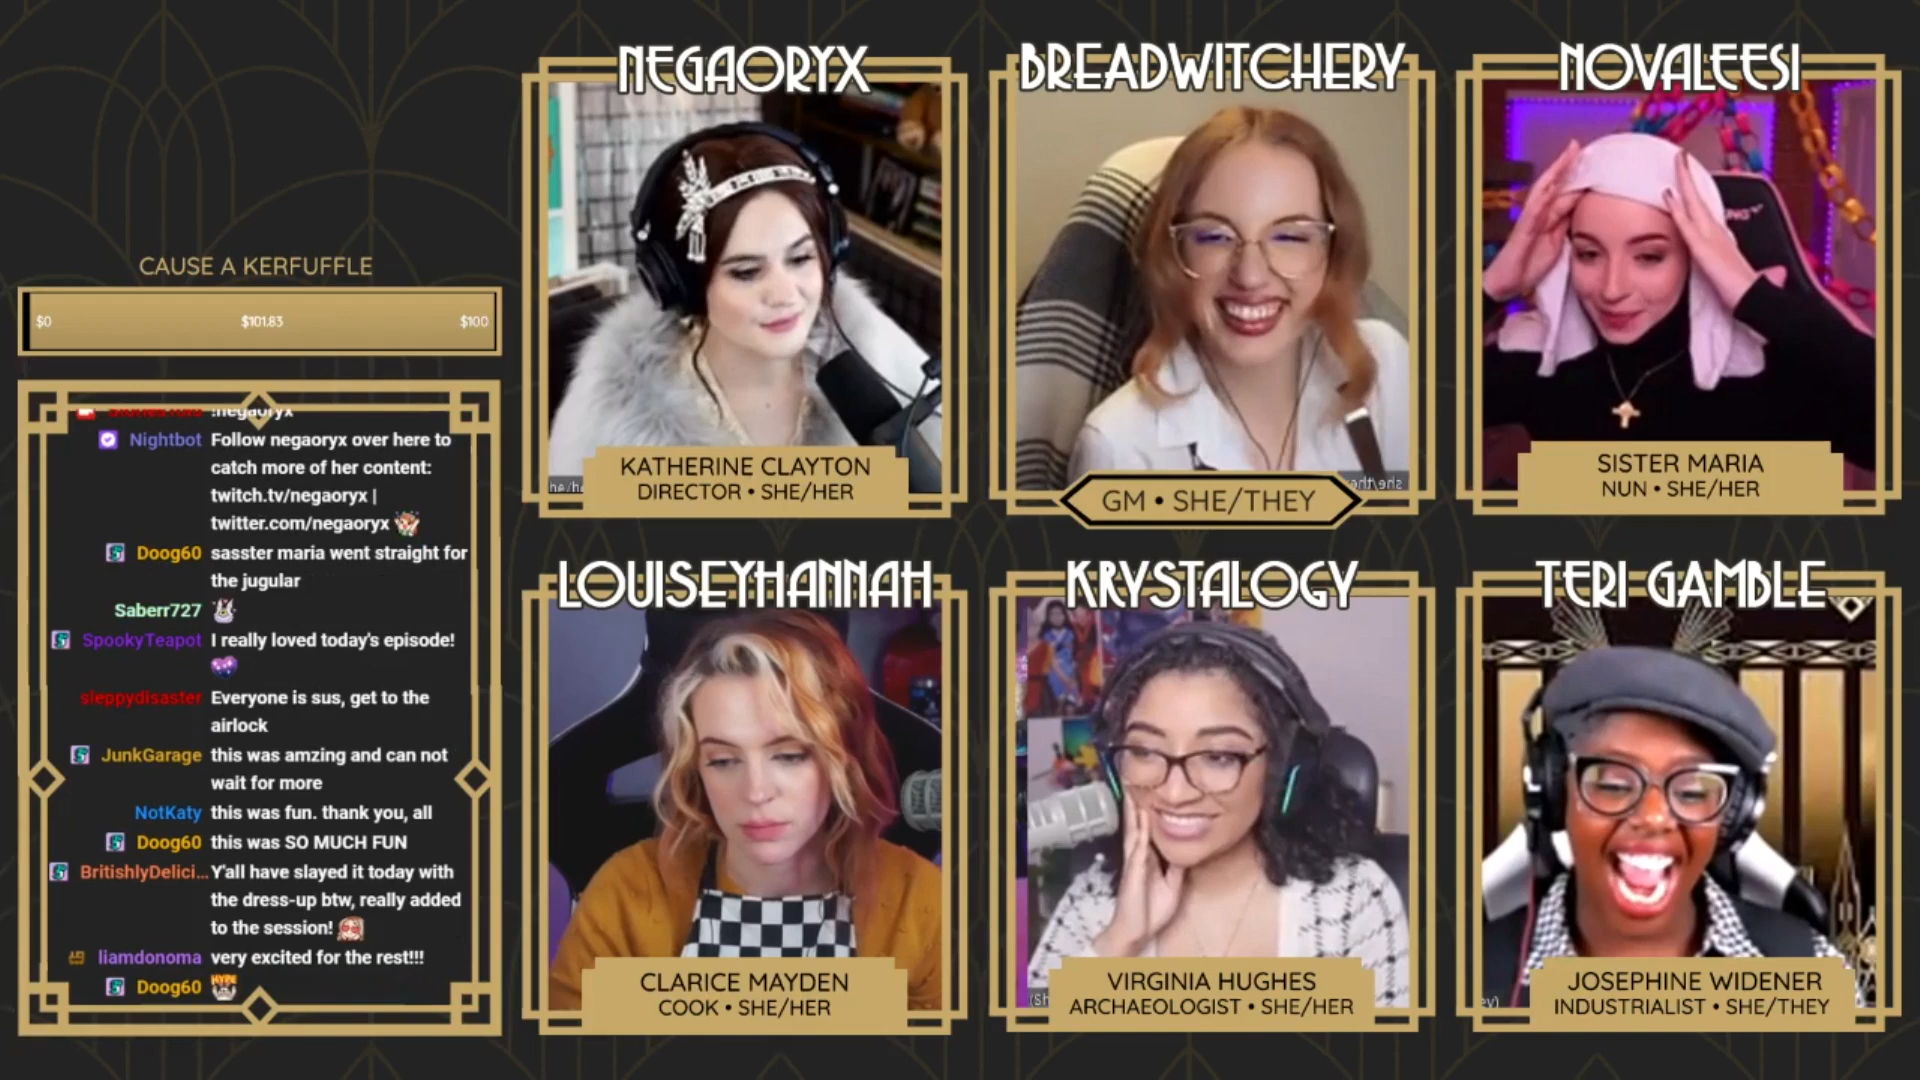 NEGAORYX
BREADWITCHERY
NOVALEESI
CAUSE A KERFUFFLE
$0 $101.83 $100
KATHERINE CLAYTON
DIRECTOR • SHE/HER
GM • SHE/THEY
SISTER MARIA
NUN • SHE/HER
!negaoryx
Nightbot Follow negaoryx over here to
catch more of her content:
twitch.tv/negaoryx |
twitter.com/negaoryx
Doog60 sasster maria went straight for
the jugular
Saberr727
SpookyTeapot I really loved today's episode!
sleppydisaster Everyone is sus, get to the
airlock
JunkGarage this was amzing and can not
wait for more
NotKaty this was fun. thank you, all
Doog60 this was SO MUCH FUN
BritishlyDelici... Y'all have slayed it today with
the dress-up btw, really added
to the session!
liamdonoma very excited for the rest!!!
Doog60 HYPE
LOUISEYHANNAH
KRYSTALOGY
TERI GAMBLE
CLARICE MAYDEN
COOK • SHE/HER
VIRGINIA HUGHES
ARCHAEOLOGIST • SHE/HER
JOSEPHINE WIDENER
INDUSTRIALIST • SHE/THEY